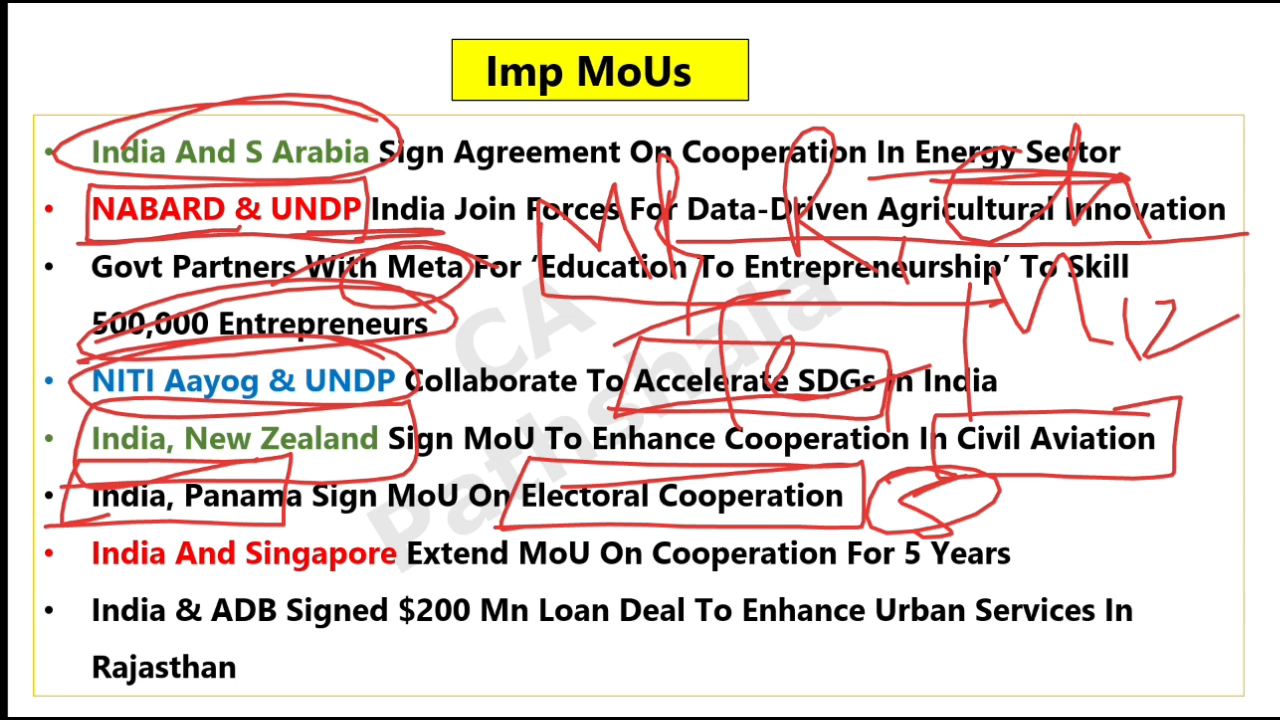 Imp MoUs
• India And S Arabia Sign Agreement On Cooperation In Energy Sector
• NABARD & UNDP India Join Forces For Data-Driven Agricultural Innovation
• Govt Partners With Meta For ‘Education To Entrepreneurship’ To Skill
500,000 Entrepreneurs
• NITI Aayog & UNDP Collaborate To Accelerate SDGs In India
• India, New Zealand Sign MoU To Enhance Cooperation In Civil Aviation
• India, Panama Sign MoU On Electoral Cooperation
• India And Singapore Extend MoU On Cooperation For 5 Years
• India & ADB Signed $200 Mn Loan Deal To Enhance Urban Services In
Rajasthan
CA
Pathshala